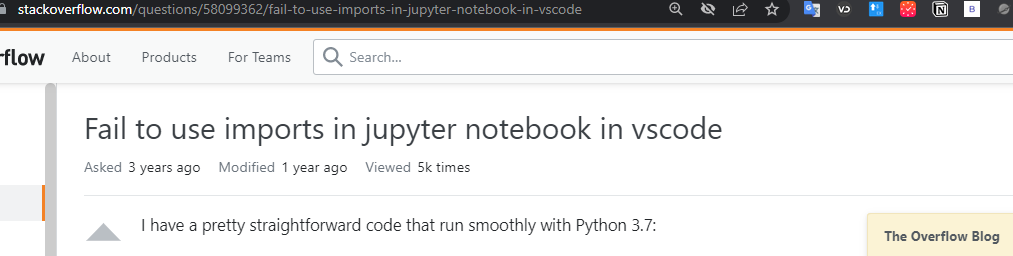 stackoverflow.com/questions/58099362/fail-to-use-imports-in-jupyter-notebook-in-vscode
rflow About Products For Teams Search...
Fail to use imports in jupyter notebook in vscode
Asked 3 years ago Modified 1 year ago Viewed 5k times
I have a pretty straightforward code that run smoothly with Python 3.7:
The Overflow Blog